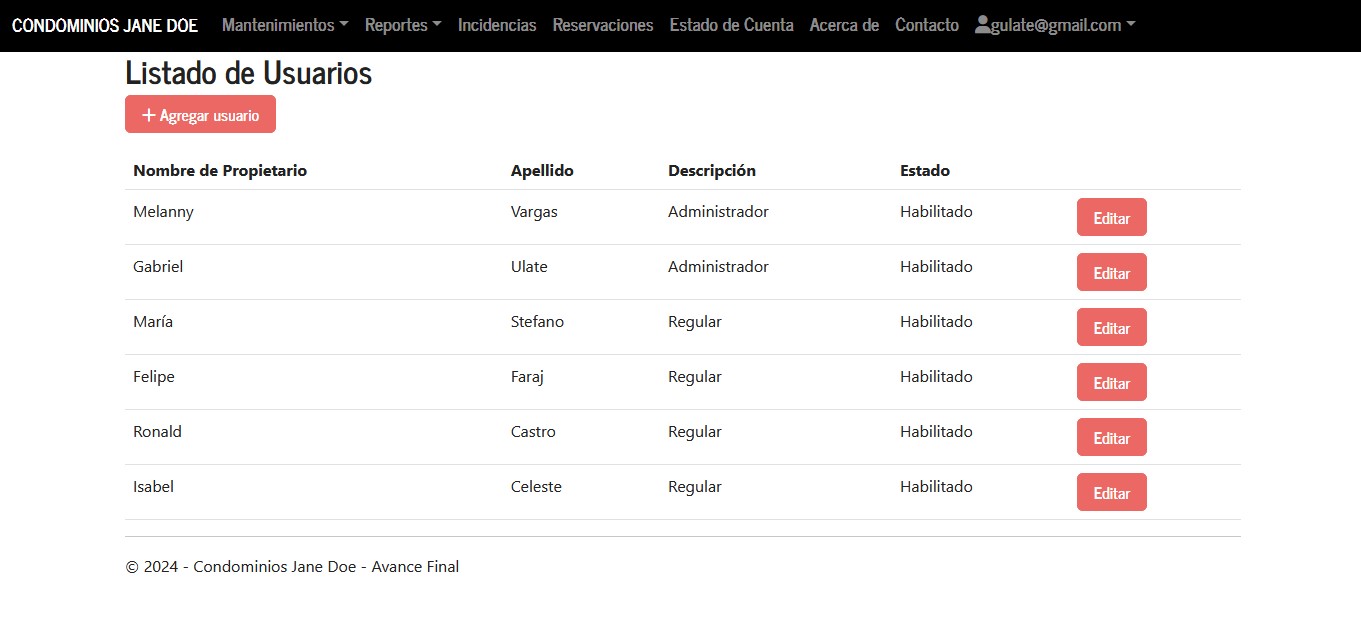 CONDOMINIOS JANE DOE Mantenimientos Reportes Incidencias Reservaciones Estado de Cuenta Acerca de Contacto gulate@gmail.com
Listado de Usuarios
+ Agregar usuario
Nombre de Propietario Apellido Descripción Estado
Melanny Vargas Administrador Habilitado Editar
Gabriel Ulate Administrador Habilitado Editar
María Stefano Regular Habilitado Editar
Felipe Faraj Regular Habilitado Editar
Ronald Castro Regular Habilitado Editar
Isabel Celeste Regular Habilitado Editar
© 2024 - Condominios Jane Doe - Avance Final